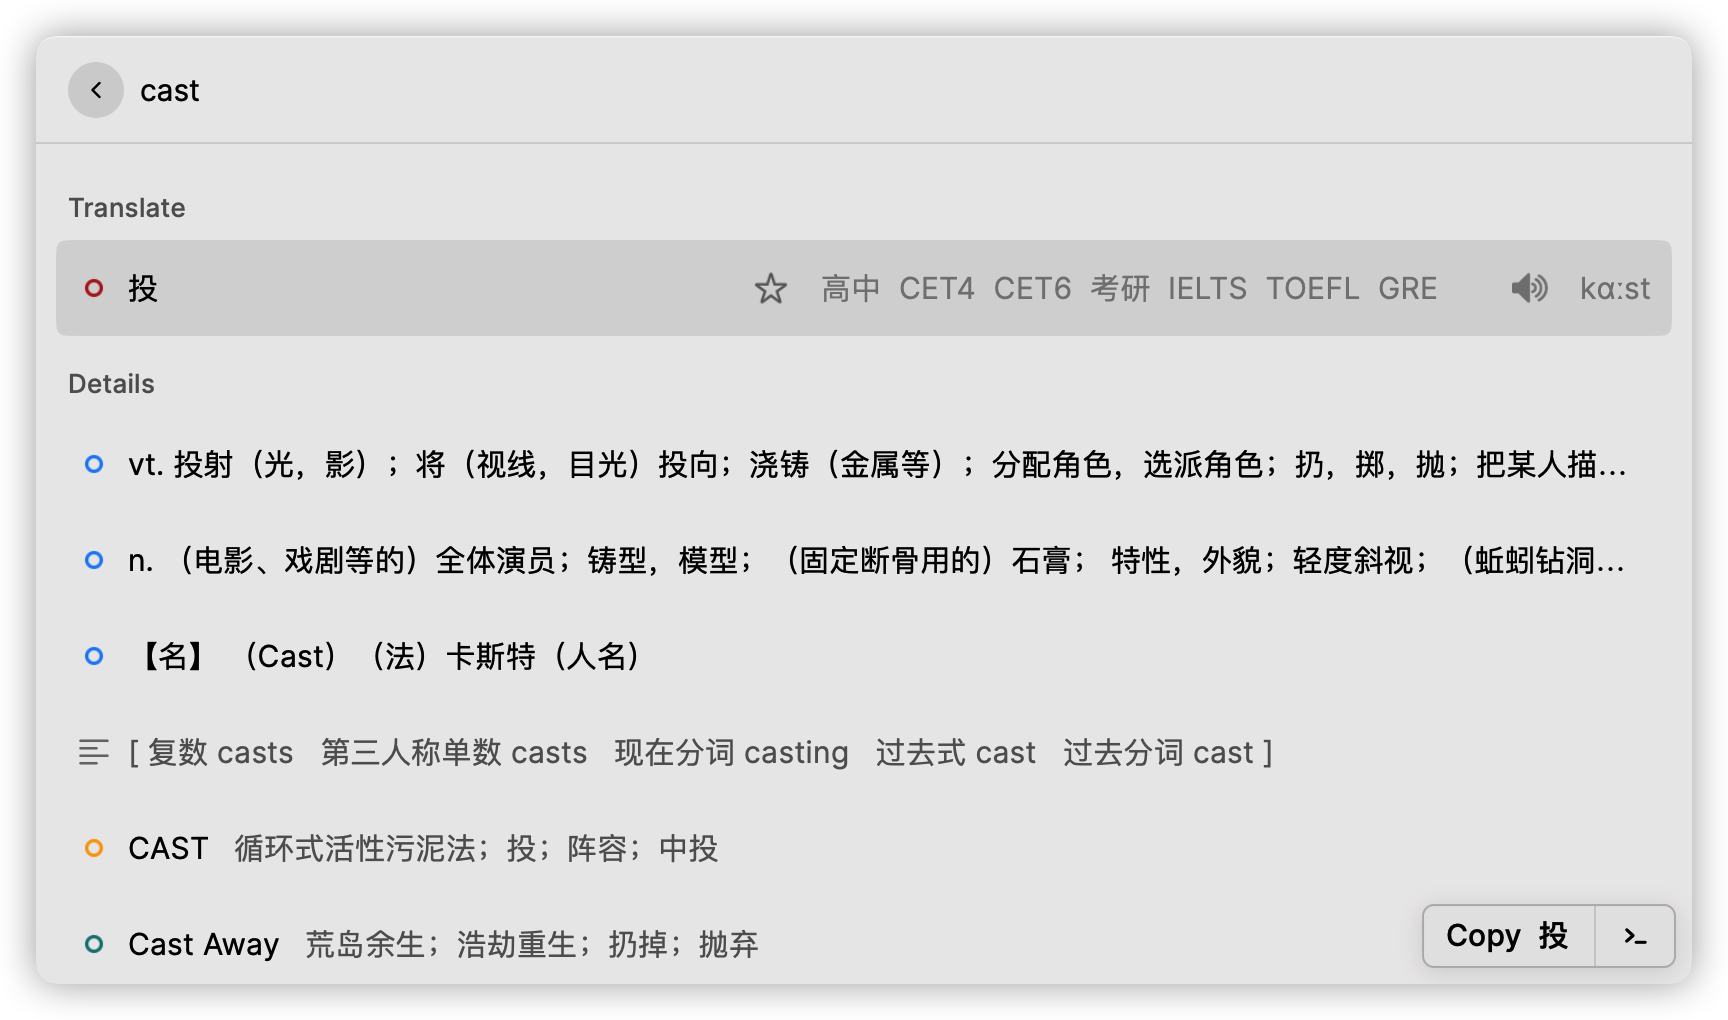 cast
Translate
投 高中 CET4 CET6 考研 IELTS TOEFL GRE kɑːst
Details
vt. 投射（光，影）；将（视线，目光）投向；浇铸（金属等）；分配角色，选派角色；扔，掷，抛；把某人描...
n. （电影、戏剧等的）全体演员；铸型，模型；（固定断骨用的）石膏； 特性，外貌；轻度斜视；（蚯蚓钻洞...
【名】 （Cast）（法）卡斯特（人名）
[ 复数 casts 第三人称单数 casts 现在分词 casting 过去式 cast 过去分词 cast ]
CAST 循环式活性污泥法；投；阵容；中投
Cast Away 荒岛余生；浩劫重生；扔掉；抛弃
Copy 投